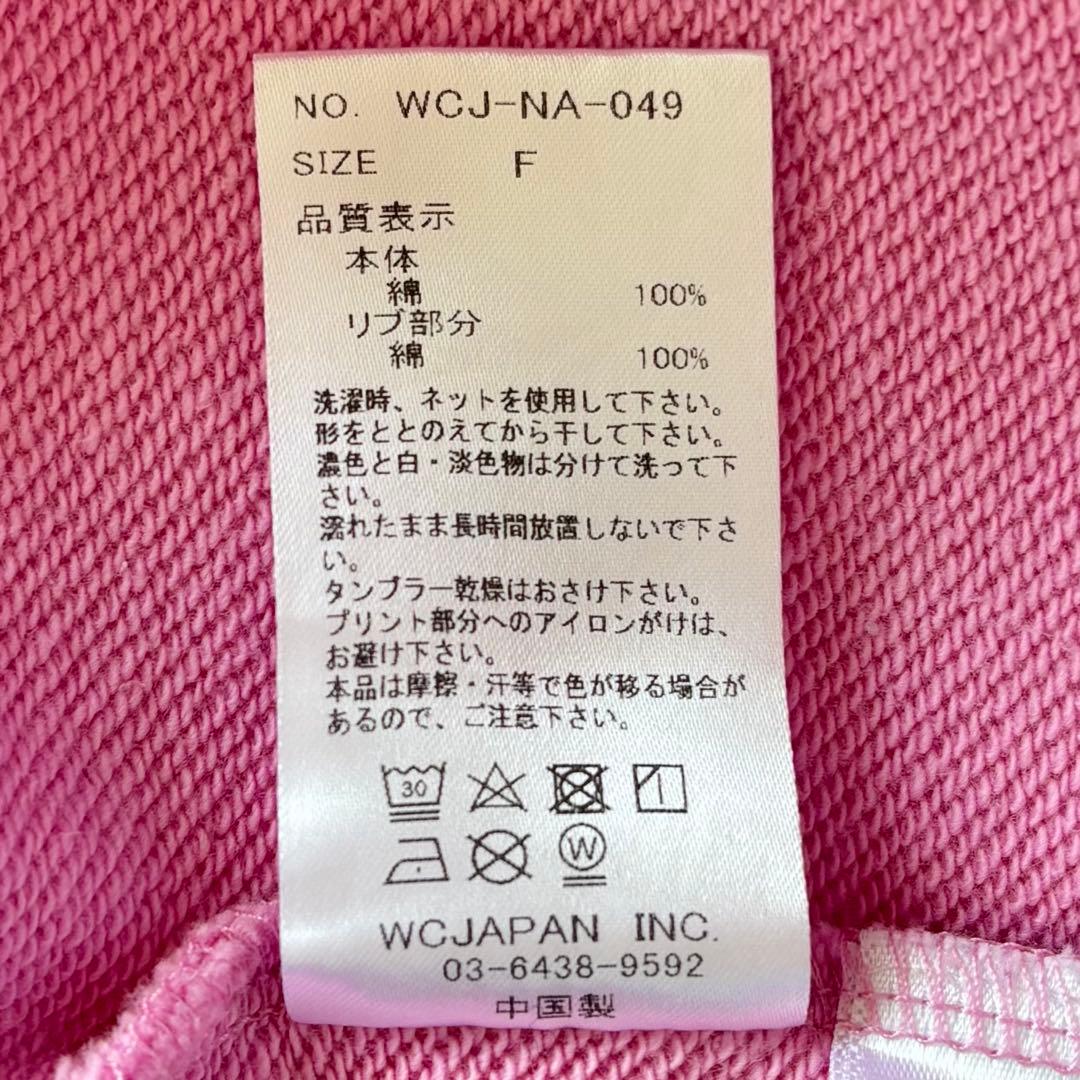 NO. WCJ-NA-049
SIZE F
品質表示
本体
綿 100%
リブ部分
綿 100%
洗濯時、ネットを使用して下さい。
形をととのえてから干して下さい。
濃色と白・淡色物は分けて洗って下
さい。
濡れたまま長時間放置しないで下さ
い。
タンブラー乾燥はおさけ下さい。
プリント部分へのアイロンがけは、
お避け下さい。
本品は摩擦・汗等で色が移る場合が
あるので、ご注意下さい。
30
W
WCJAPAN INC.
03-6438-9592
中国製